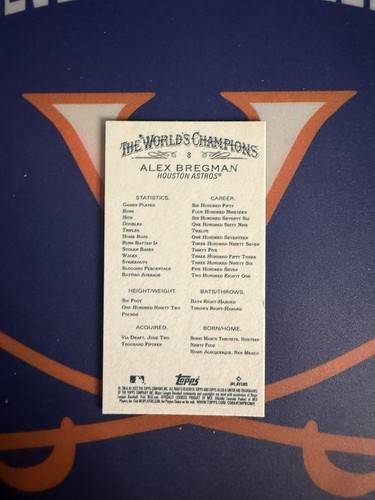 THE WORLD'S CHAMPIONS
8
ALEX BREGMAN
HOUSTON ASTROS®
STATISTICS.
CAREER.
GAMES PLAYED
SIX HUNDRED FIFTY
RUNS
FOUR HUNDRED NINETEEN
HITS
SIX HUNDRED SEVENTY SIX
DOUBLES
ONE HUNDRED SIXTY NINE
TRIPLES
TWELVE
HOME RUNS
ONE HUNDRED SEVENTEEN
RUNS BATTED IN
THREE HUNDRED NINETY SEVEN
STOLEN BASES
THIRTY FIVE
WALKS
THREE HUNDRED FIFTY THREE
STRIKEOUTS
THREE HUNDRED NINETY SIX
SLUGGING PERCENTAGE
FIVE HUNDRED SEVEN
BATTING AVERAGE
TWO HUNDRED EIGHTY ONE
HEIGHT/WEIGHT.
BATS/THROWS.
SIX FOOT
BATS RIGHT-HANDED
ONE HUNDRED NINETY TWO
THROWS RIGHT-HANDED
POUNDS
ACQUIRED.
BORN/HOME.
VIA DRAFT, JUNE TWO
BORN MARCH THIRTIETH, NINETEEN
THOUSAND FIFTEEN
NINETY FOUR
HOME: ALBUQUERQUE, NEW MEXICO
Topps
PLAYERS